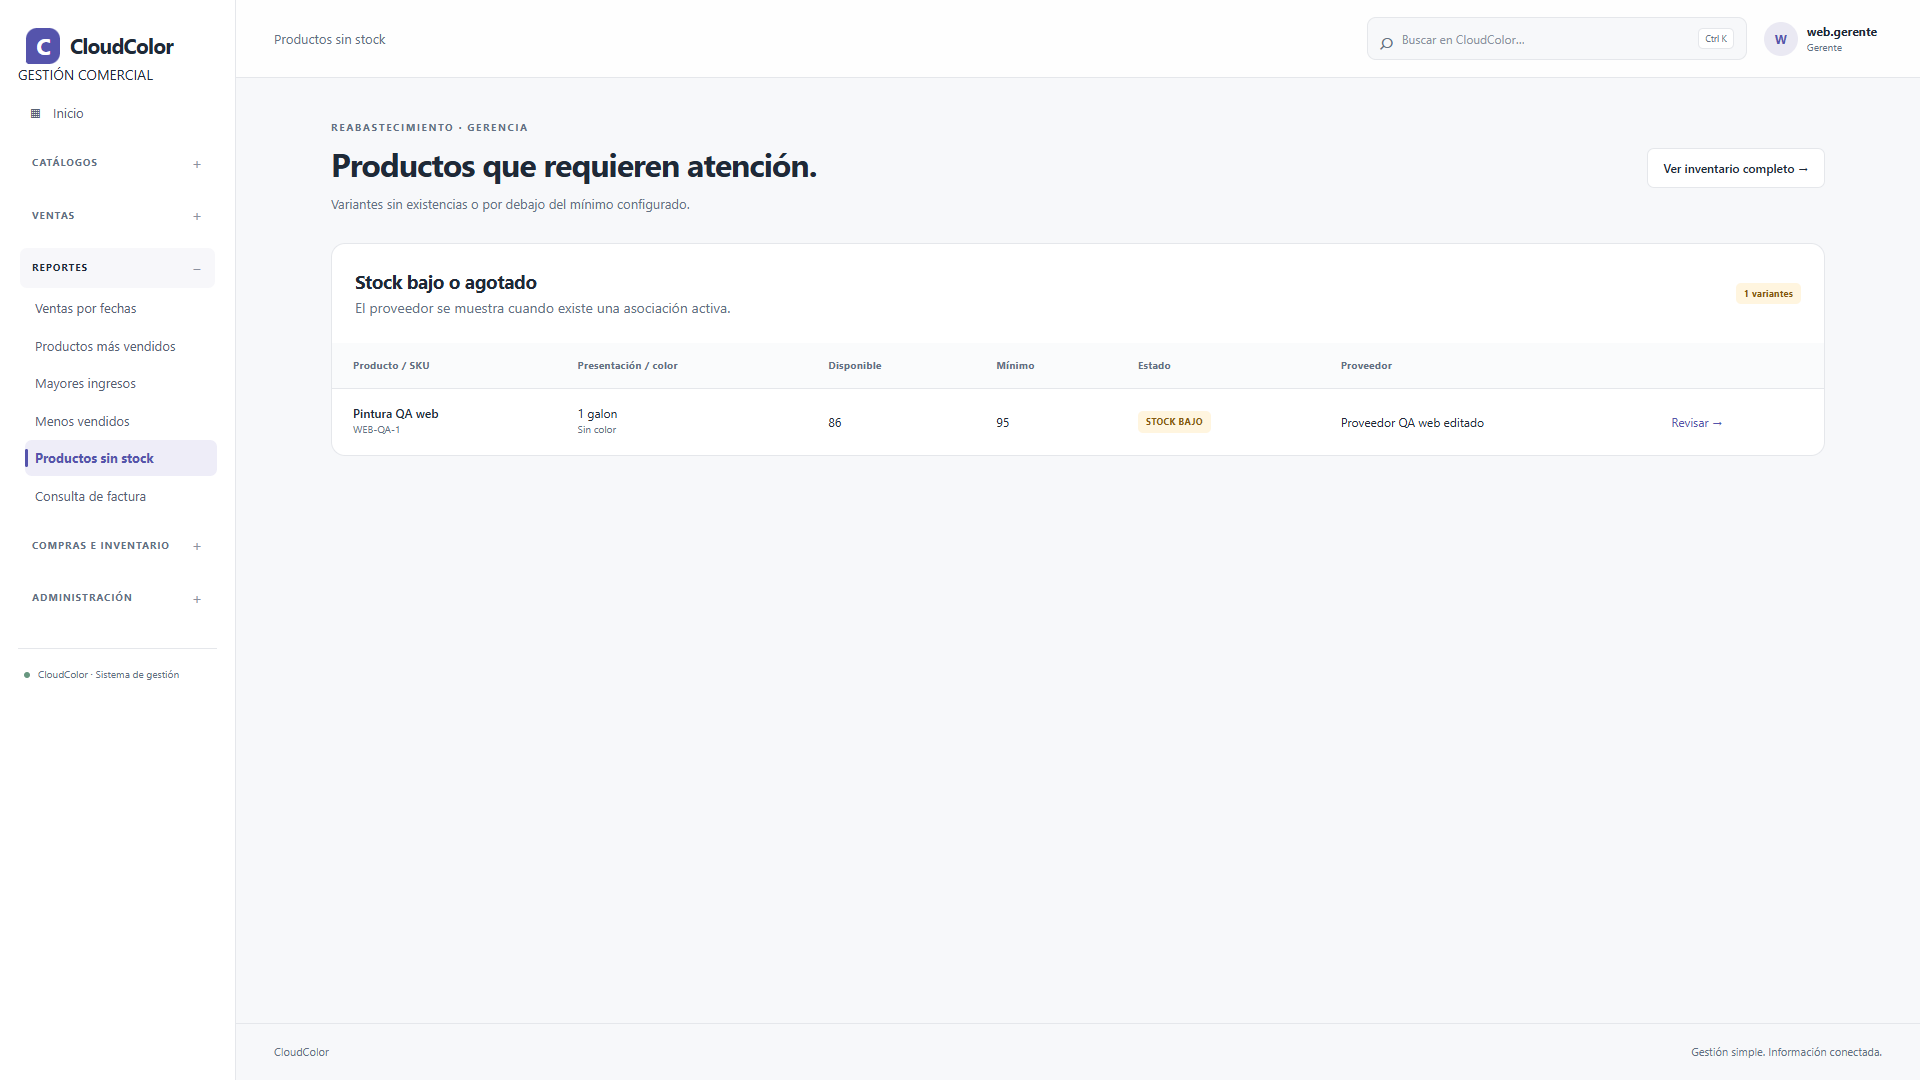 C CloudColor
GESTIÓN COMERCIAL
Inicio
CATÁLOGOS +
VENTAS +
REPORTES –
Ventas por fechas
Productos más vendidos
Mayores ingresos
Menos vendidos
Productos sin stock
Consulta de factura
COMPRAS E INVENTARIO +
ADMINISTRACIÓN +
CloudColor · Sistema de gestión
Productos sin stock
Buscar en CloudColor... Ctrl K
W web.gerente
Gerente
REABASTECIMIENTO · GERENCIA
Productos que requieren atención.
Variantes sin existencias o por debajo del mínimo configurado.
Ver inventario completo →
Stock bajo o agotado
El proveedor se muestra cuando existe una asociación activa.
1 variantes
Producto / SKU Presentación / color Disponible Mínimo Estado Proveedor
Pintura QA web 1 galon 86 95 STOCK BAJO Proveedor QA web editado Revisar →
WEB-QA-1 Sin color
CloudColor
Gestión simple. Información conectada.